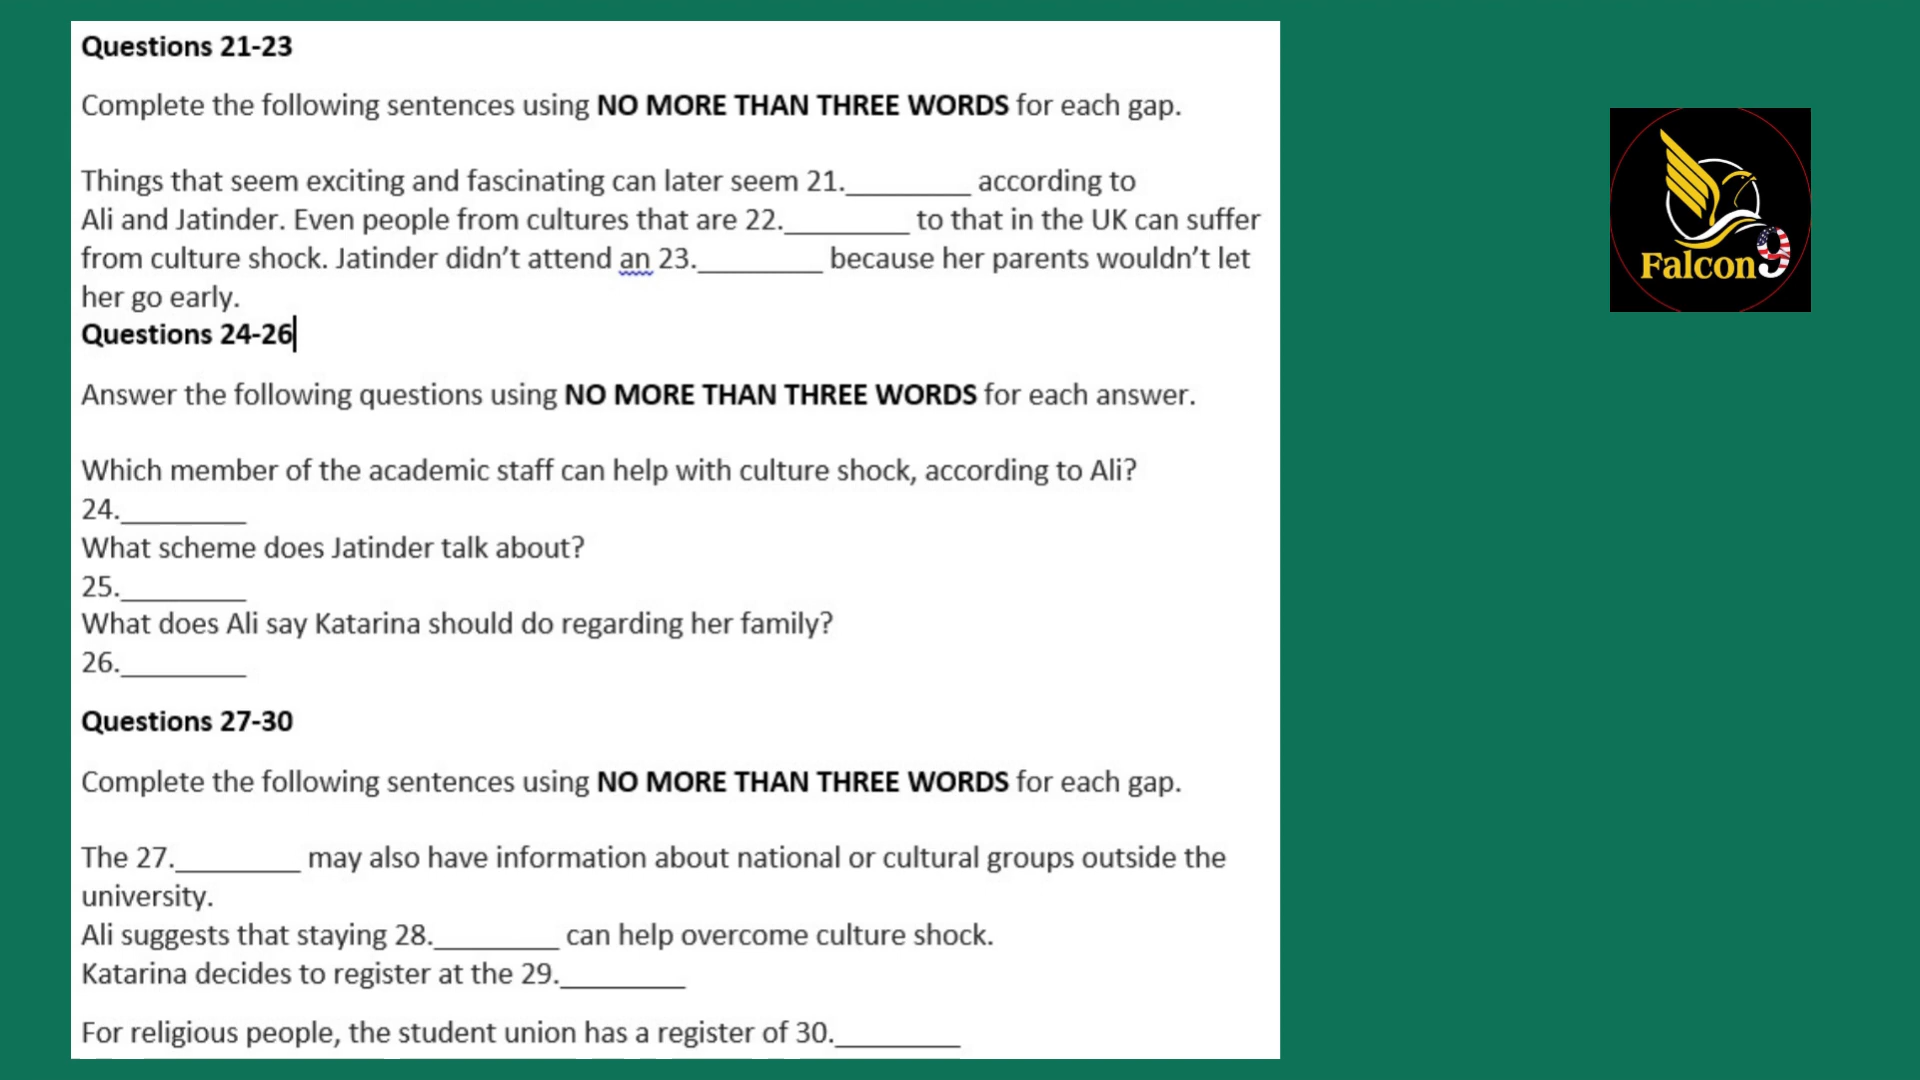 Questions 21-23
Complete the following sentences using NO MORE THAN THREE WORDS for each gap.
Things that seem exciting and fascinating can later seem 21.________ according to
Ali and Jatinder. Even people from cultures that are 22.________ to that in the UK can suffer
from culture shock. Jatinder didn’t attend an 23.________ because her parents wouldn’t let
her go early.
Questions 24-26
Answer the following questions using NO MORE THAN THREE WORDS for each answer.
Which member of the academic staff can help with culture shock, according to Ali?
24.________
What scheme does Jatinder talk about?
25.________
What does Ali say Katarina should do regarding her family?
26.________
Questions 27-30
Complete the following sentences using NO MORE THAN THREE WORDS for each gap.
The 27.________ may also have information about national or cultural groups outside the
university.
Ali suggests that staying 28.________ can help overcome culture shock.
Katarina decides to register at the 29.________
For religious people, the student union has a register of 30.________
Falcon 9